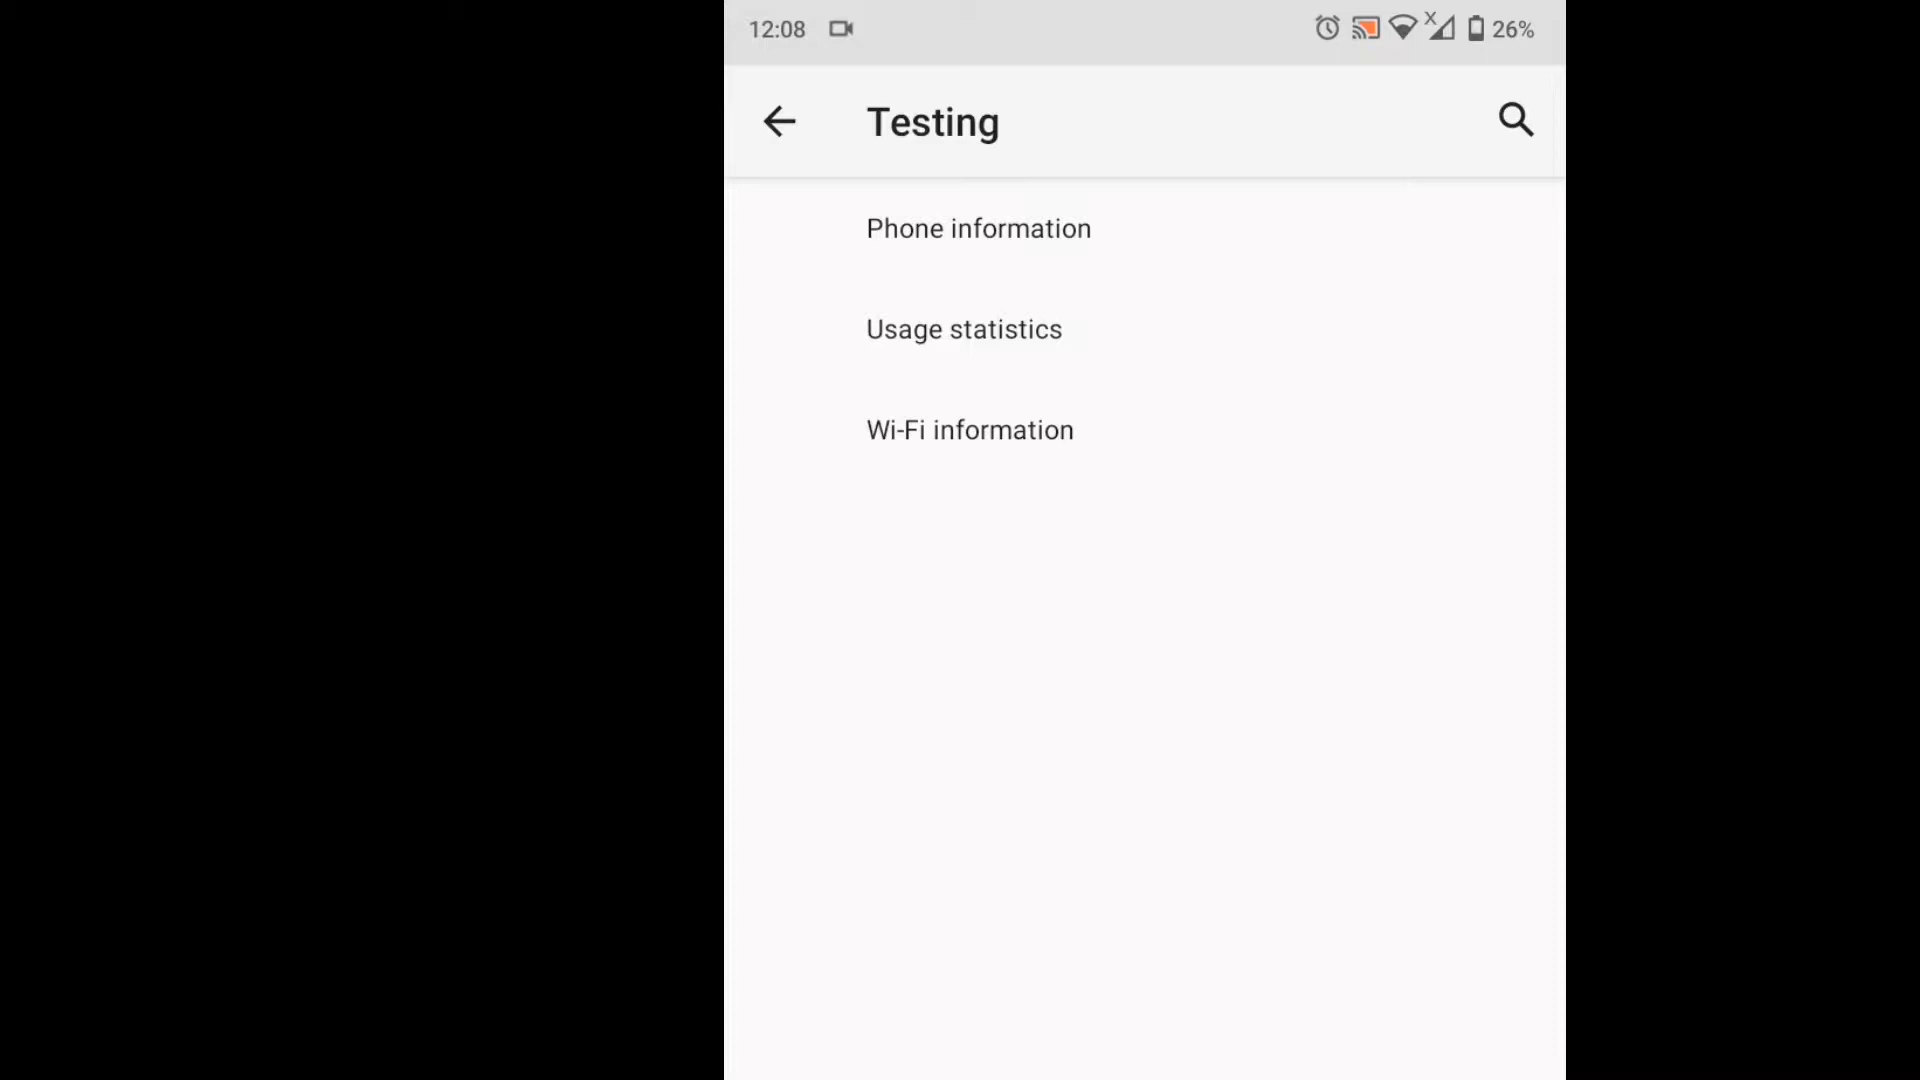 12:08 26%
Testing
Phone information
Usage statistics
Wi-Fi information